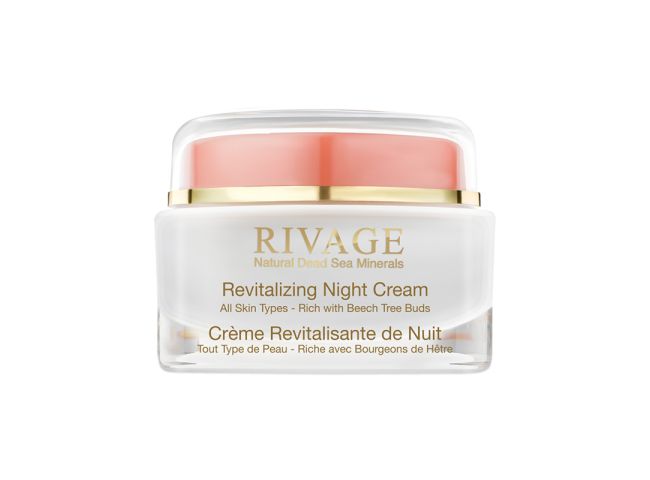 RIVAGE
Natural Dead Sea Minerals
Revitalizing Night Cream
All Skin Types - Rich with Beech Tree Buds
Crème Revitalisante de Nuit
Tout Type de Peau - Riche avec Bourgeons de Hêtre